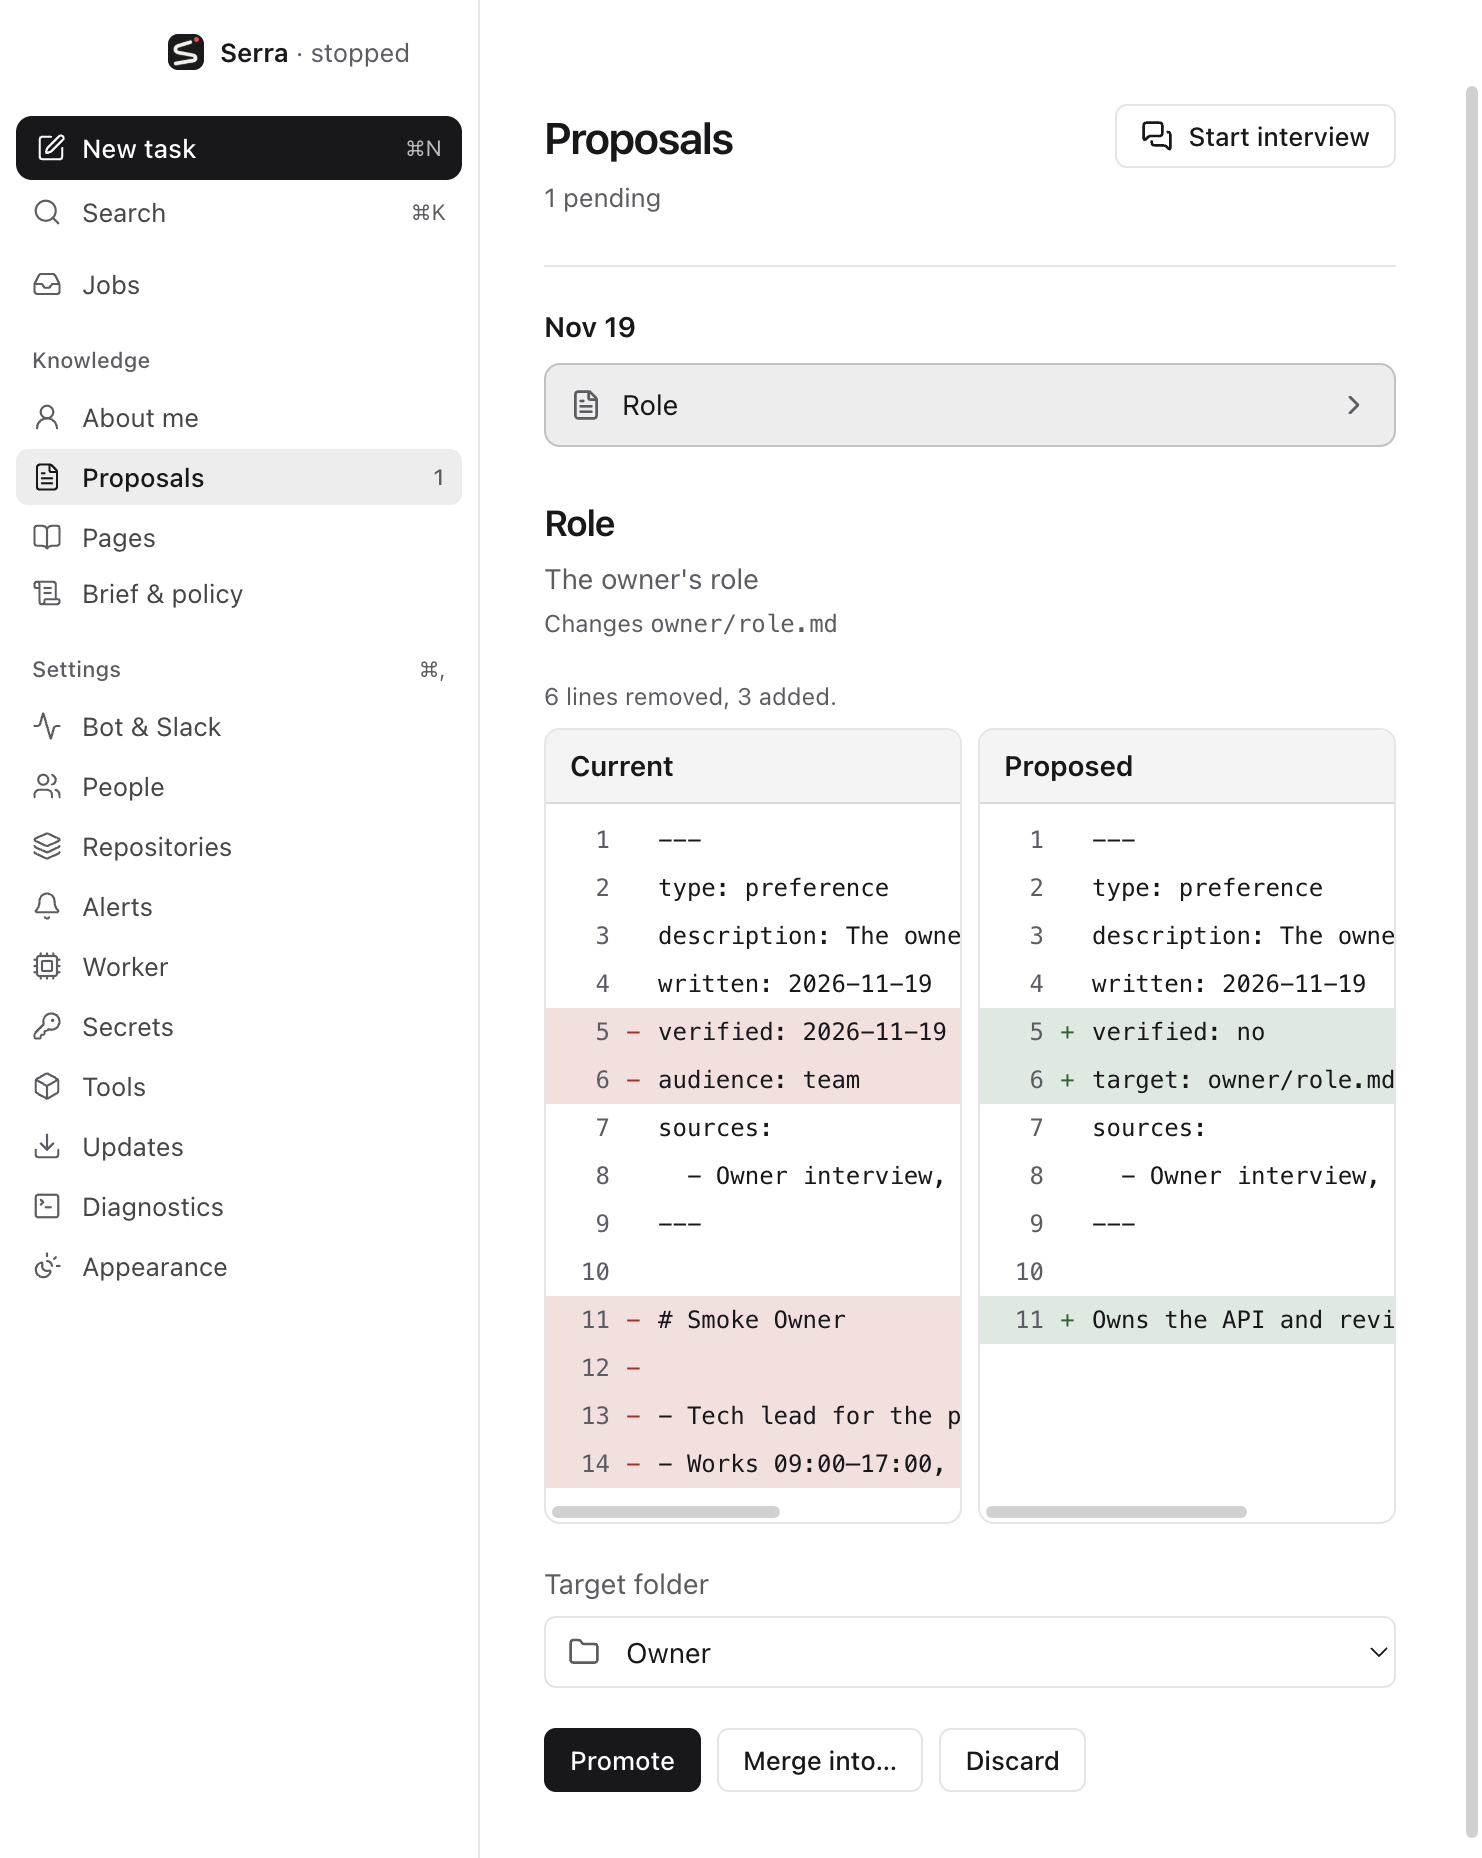 Serra · stopped
New task ⌘N
Search ⌘K
Jobs
Knowledge
About me
Proposals 1
Pages
Brief & policy
Settings ⌘,
Bot & Slack
People
Repositories
Alerts
Worker
Secrets
Tools
Updates
Diagnostics
Appearance
Proposals
Start interview
1 pending
Nov 19
Role
Role
The owner's role
Changes owner/role.md
6 lines removed, 3 added.
Current
1 ---
2 type: preference
3 description: The owne
4 written: 2026-11-19
5 - verified: 2026-11-19
6 - audience: team
7 sources:
8 - Owner interview,
9 ---
10
11 - # Smoke Owner
12 -
13 - - Tech lead for the p
14 - - Works 09:00–17:00,
Proposed
1 ---
2 type: preference
3 description: The owne
4 written: 2026-11-19
5 + verified: no
6 + target: owner/role.md
7 sources:
8 - Owner interview,
9 ---
10
11 + Owns the API and revi
Target folder
Owner
Promote
Merge into...
Discard